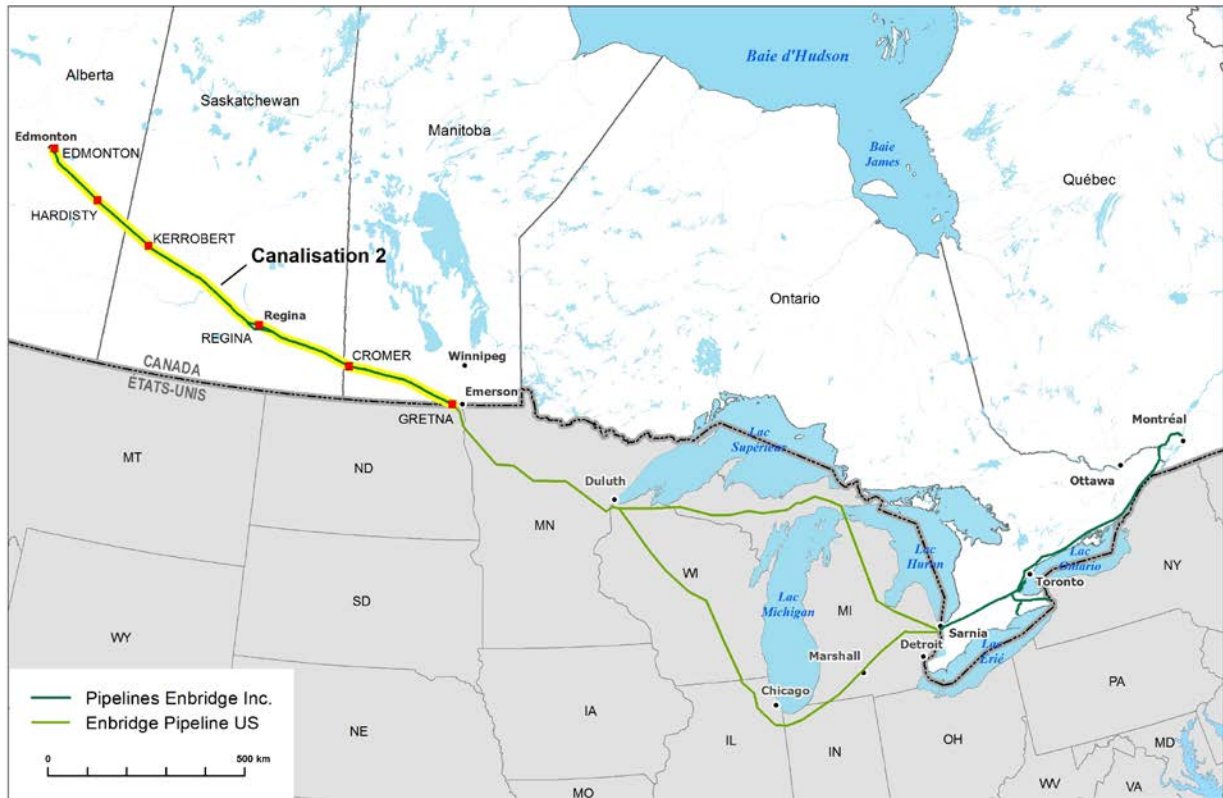 Baie d'Hudson
Alberta
Saskatchewan
Manitoba
Edmonton
EDMONTON
Baie
James
Québec
HARDISTY
KERROBERT
Canalisation 2
Ontario
Regina
REGINA
CROMER
Winnipeg
CANADA
ÉTATS-UNIS
Emerson
GRETNA
Montréal
Lac
Supérieur
MT
ND
Ottawa
Duluth
MN
Lac
Huron
Lac
Ontario
Toronto
NY
WI
SD
Lac
Michigan
MI
WY
Sarnia
Detroit
Lac
Érié
Marshall
PA
Chicago
Pipelines Enbridge Inc.
Enbridge Pipeline US
IA
NE
IL
IN
OH
MD
0
500 km
WV
VA
MO